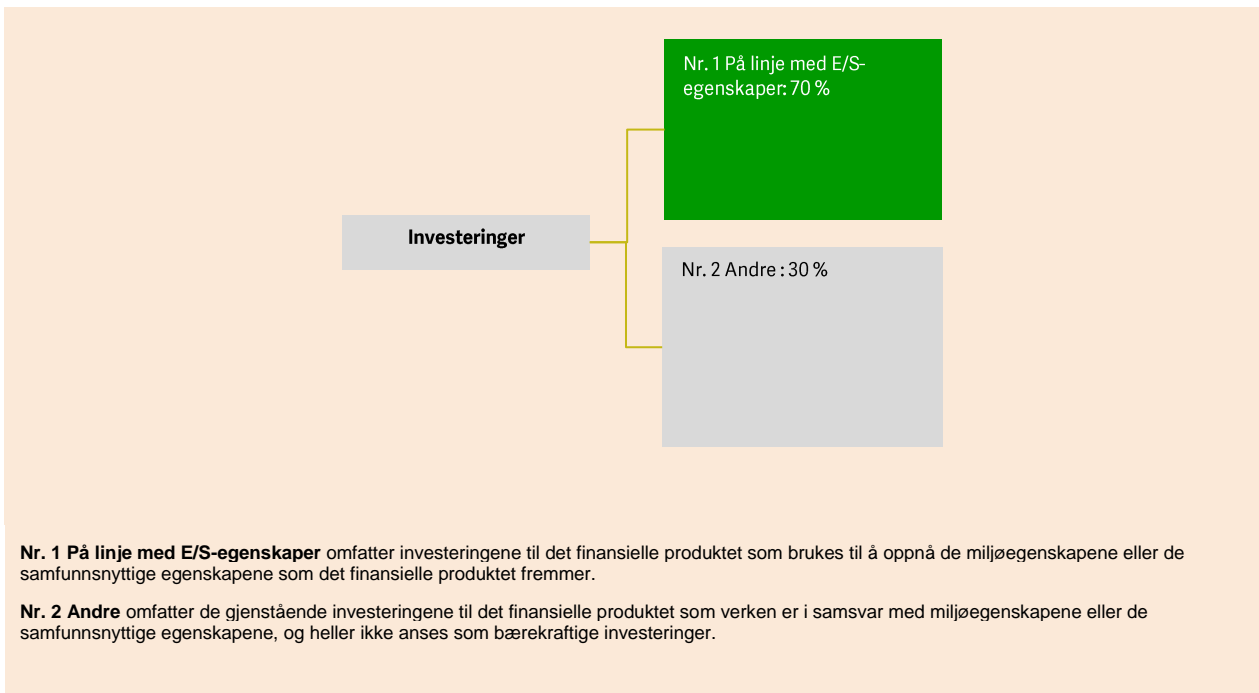 Nr. 1 På linje med E/S-
egenskaper: 70 %
Investeringer
Nr. 2 Andre : 30 %
Nr. 1 På linje med E/S-egenskaper omfatter investeringene til det finansielle produktet som brukes til å oppnå de miljøegenskapene eller de
samfunnsnyttige egenskapene som det finansielle produktet fremmer.
Nr. 2 Andre omfatter de gjenstående investeringene til det finansielle produktet som verken er i samsvar med miljøegenskapene eller de
samfunnsnyttige egenskapene, og heller ikke anses som bærekraftige investeringer.